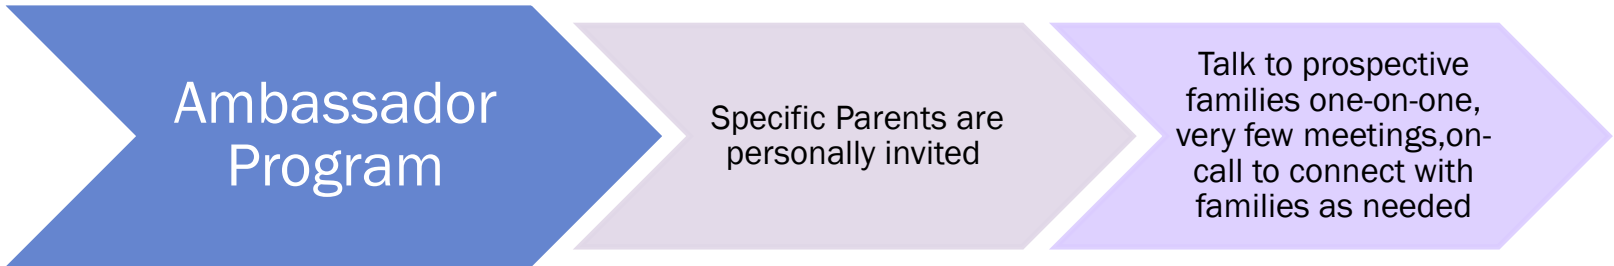 Ambassador
Program
Specific Parents are
personally invited
Talk to prospective
families one-on-one,
very few meetings,on-
call to connect with
families as needed